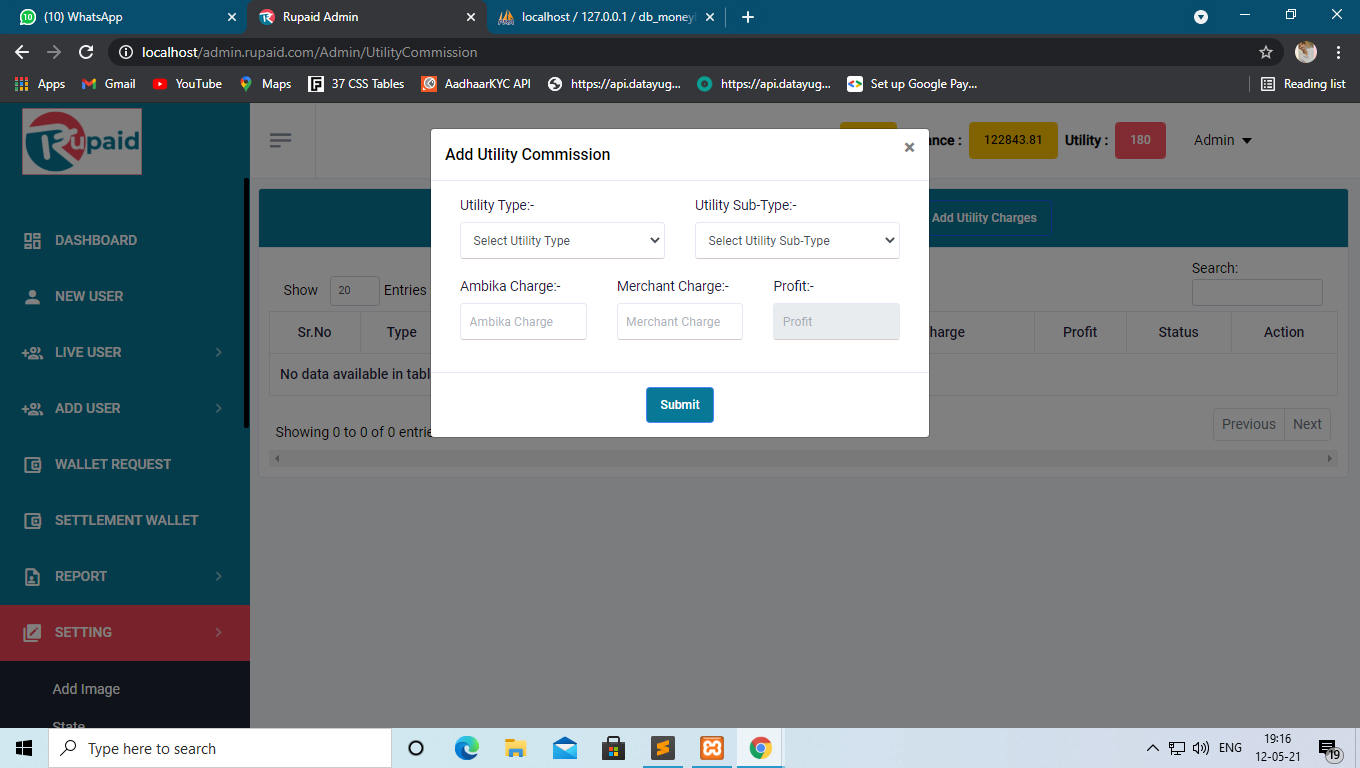 (10) WhatsApp
Rupaid Admin
localhost / 127.0.0.1 / db_money
localhost/admin.rupaid.com/Admin/UtilityCommission
Apps Gmail YouTube Maps 37 CSS Tables AadhaarKYC API https://api.datayug... https://api.datayug... Set up Google Pay... Reading list
Rupaid
nce : 122843.81 Utility : 180 Admin
Add Utility Commission ×
Add Utility Charges
Utility Type:- Utility Sub-Type:-
Select Utility Type Select Utility Sub-Type
Ambika Charge:- Merchant Charge:- Profit:-
Ambika Charge Merchant Charge Profit
Submit
Search:
Show 20 Entries
Sr.No Type harge Profit Status Action
No data available in tabl
Showing 0 to 0 of 0 entrie
Previous Next
DASHBOARD
NEW USER
LIVE USER
ADD USER
WALLET REQUEST
SETTLEMENT WALLET
REPORT
SETTING
Add Image
State
Type here to search
ENG
19:16
12-05-21
19